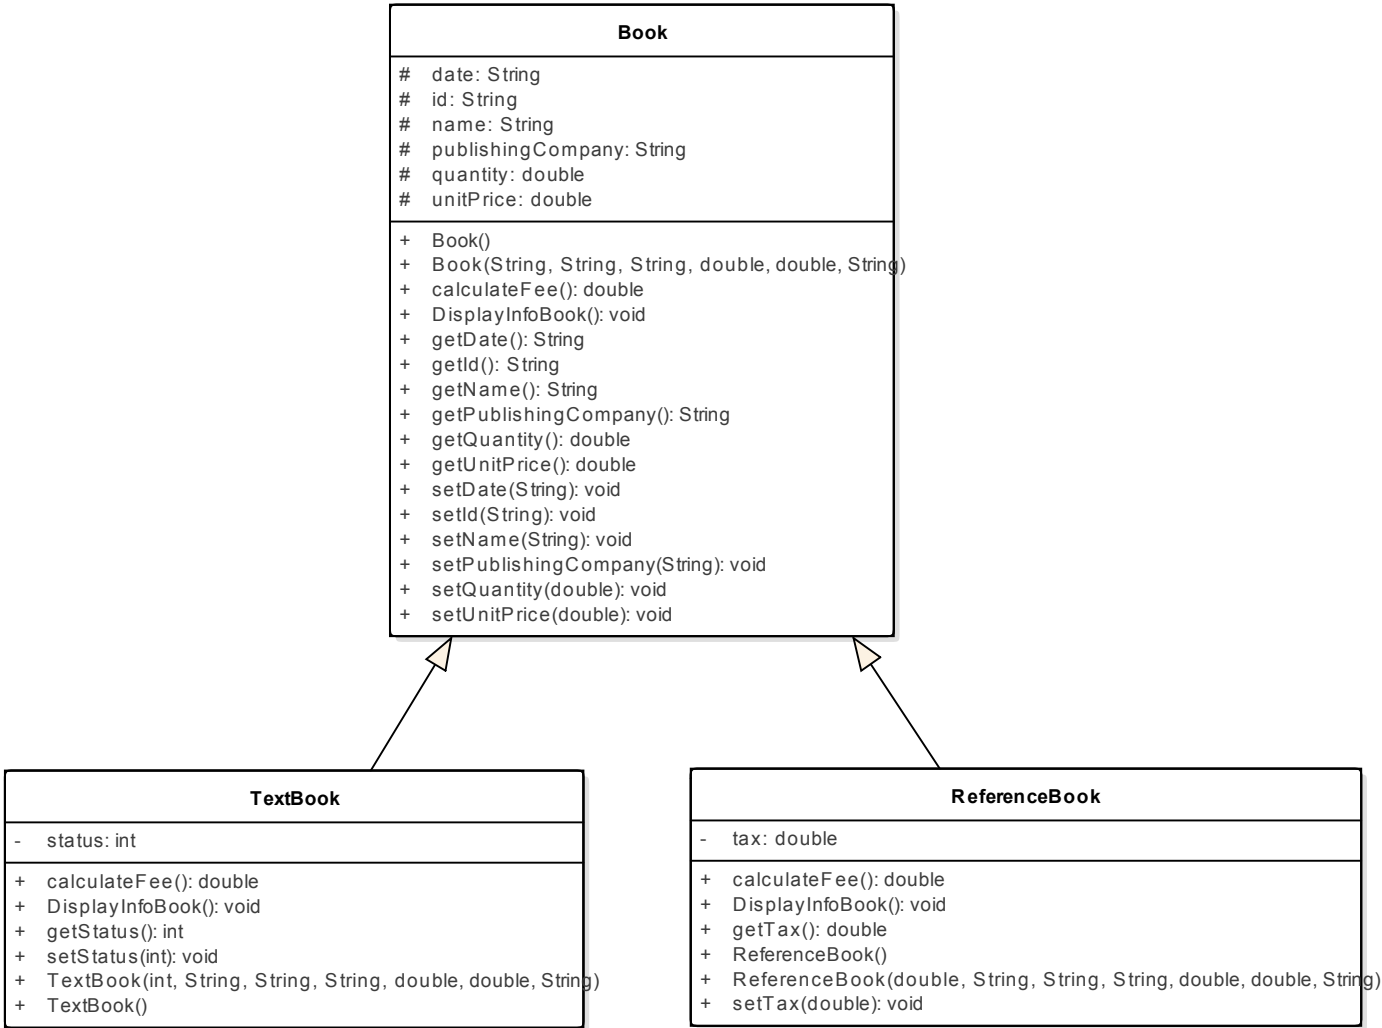 Book
# date: String
# id: String
# name: String
# publishingCompany: String
# quantity: double
# unitPrice: double
+ Book()
+ Book(String, String, String, double, double, String)
+ calculateFee(): double
+ DisplayInfoBook(): void
+ getDate(): String
+ getId(): String
+ getName(): String
+ getPublishingCompany(): String
+ getQuantity(): double
+ getUnitPrice(): double
+ setDate(String): void
+ setId(String): void
+ setName(String): void
+ setPublishingCompany(String): void
+ setQuantity(double): void
+ setUnitPrice(double): void
TextBook
- status: int
+ calculateFee(): double
+ DisplayInfoBook(): void
+ getStatus(): int
+ setStatus(int): void
+ TextBook(int, String, String, String, double, double, String)
+ TextBook()
ReferenceBook
- tax: double
+ calculateFee(): double
+ DisplayInfoBook(): void
+ getTax(): double
+ ReferenceBook()
+ ReferenceBook(double, String, String, String, double, double, String)
+ setTax(double): void